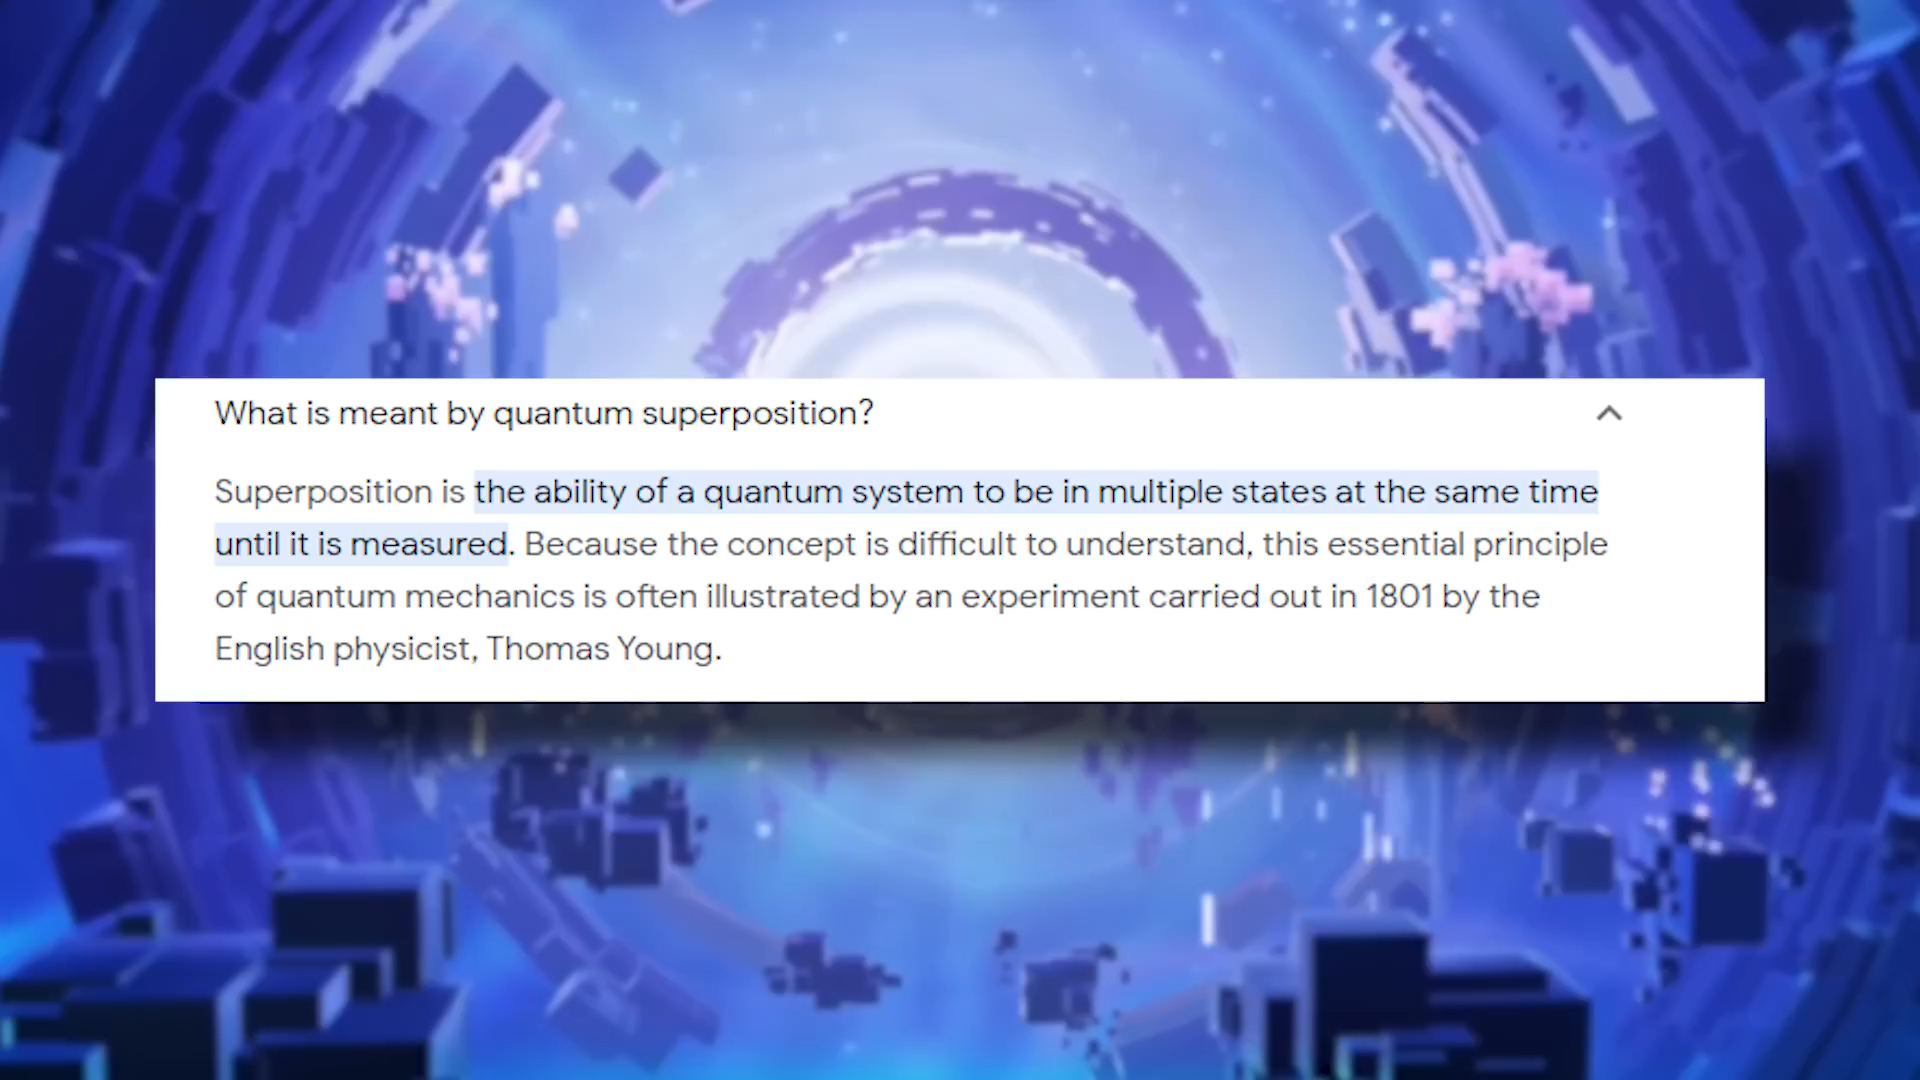 What is meant by quantum superposition?
Superposition is the ability of a quantum system to be in multiple states at the same time
until it is measured. Because the concept is difficult to understand, this essential principle
of quantum mechanics is often illustrated by an experiment carried out in 1801 by the
English physicist, Thomas Young.